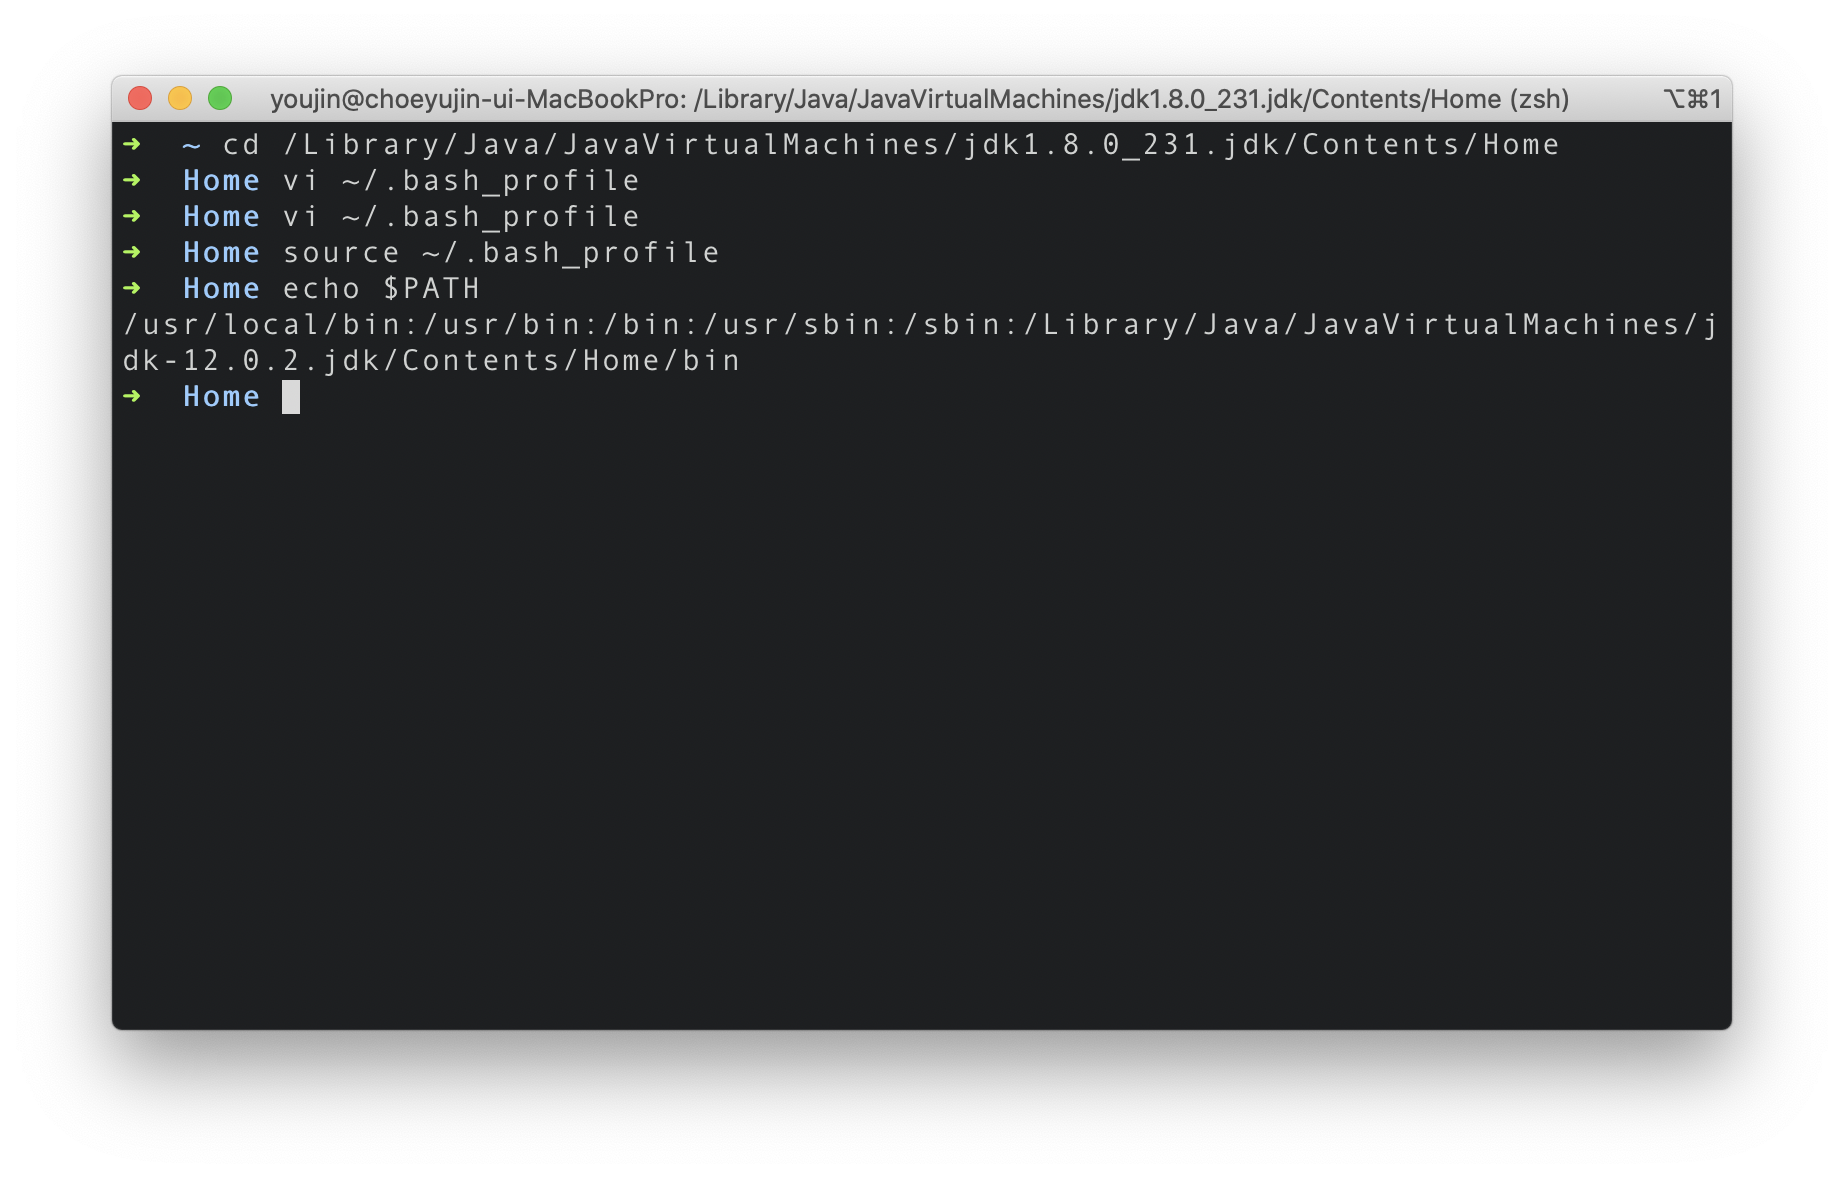 youjin@choeyujin-ui-MacBookPro: /Library/Java/JavaVirtualMachines/jdk1.8.0_231.jdk/Contents/Home (zsh) ⌥⌘1
➜ ~ cd /Library/Java/JavaVirtualMachines/jdk1.8.0_231.jdk/Contents/Home
➜ Home vi ~/.bash_profile
➜ Home vi ~/.bash_profile
➜ Home source ~/.bash_profile
➜ Home echo $PATH
/usr/local/bin:/usr/bin:/bin:/usr/sbin:/sbin:/Library/Java/JavaVirtualMachines/j
dk-12.0.2.jdk/Contents/Home/bin
➜ Home